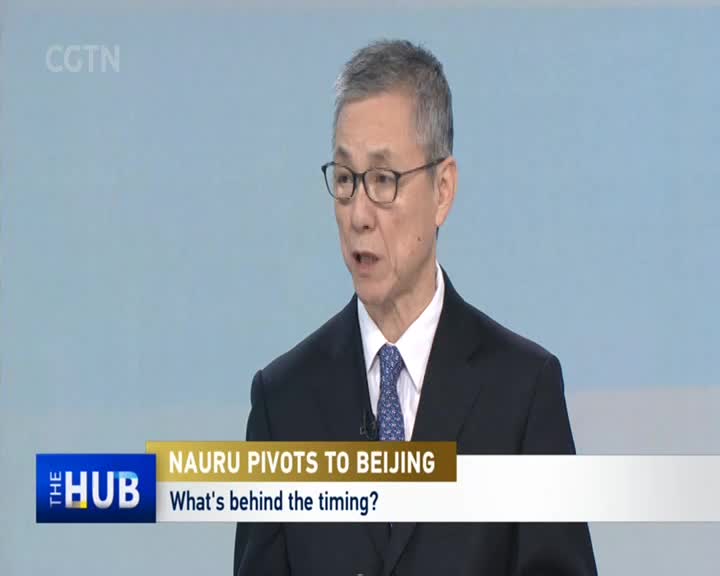 CGTN
NAURU PIVOTS TO BEIJING
THE HUB
What's behind the timing?